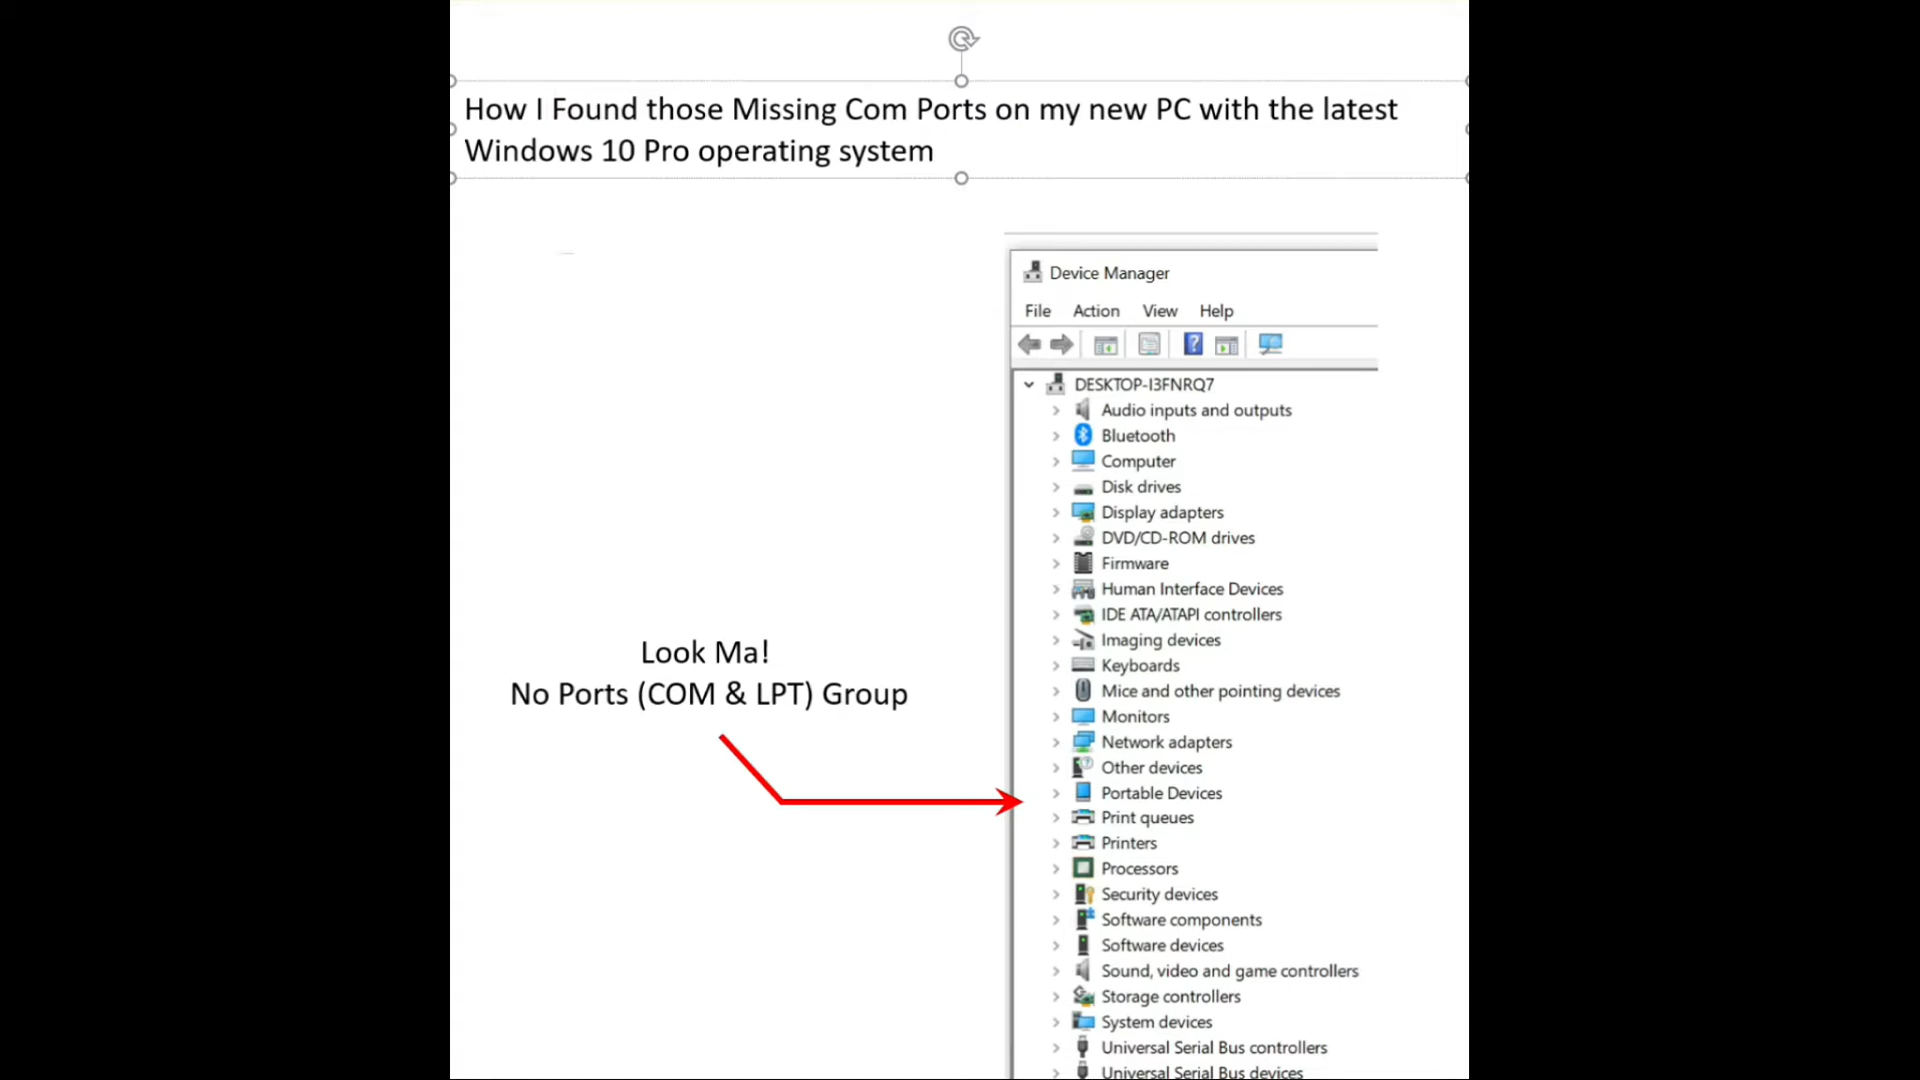 How I Found those Missing Com Ports on my new PC with the latest
Windows 10 Pro operating system
Look Ma!
No Ports (COM & LPT) Group
Device Manager
File Action View Help
DESKTOP-I3FNRQ7
Audio inputs and outputs
Bluetooth
Computer
Disk drives
Display adapters
DVD/CD-ROM drives
Firmware
Human Interface Devices
IDE ATA/ATAPI controllers
Imaging devices
Keyboards
Mice and other pointing devices
Monitors
Network adapters
Other devices
Portable Devices
Print queues
Printers
Processors
Security devices
Software components
Software devices
Sound, video and game controllers
Storage controllers
System devices
Universal Serial Bus controllers
Universal Serial Bus devices